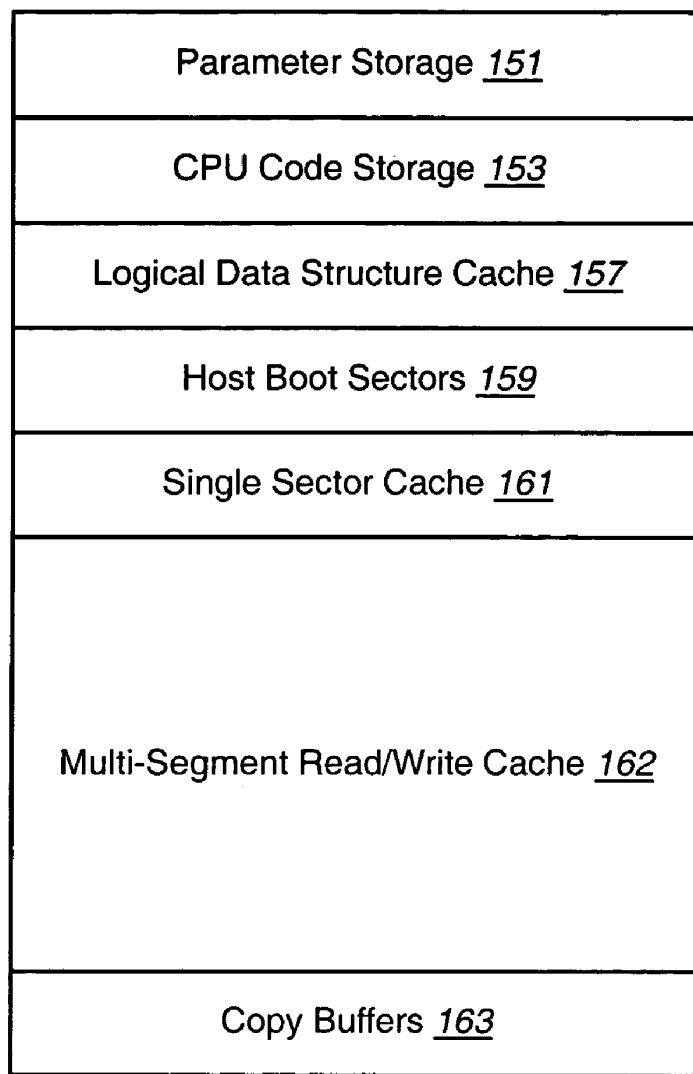 Parameter Storage 151
CPU Code Storage 153
Logical Data Structure Cache 157
Host Boot Sectors 159
Single Sector Cache 161
Multi-Segment Read/Write Cache 162
Copy Buffers 163